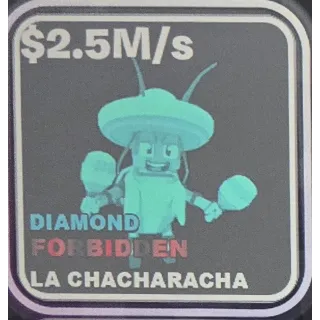 $2.5M/s
DIAMOND
FORBIDDEN
LA CHACHARACHA